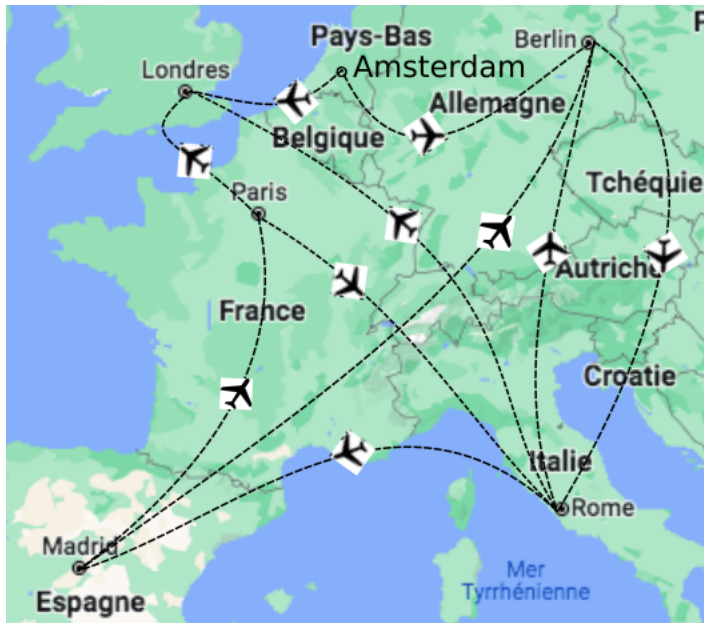 Pays-Bas
Berlin
Londres
Amsterdam
Allemagne
Belgique
Tchéquie
Paris
Autriche
France
Croatie
Italie
Rome
Madrid
Mer
Tyrrhénienne
Espagne